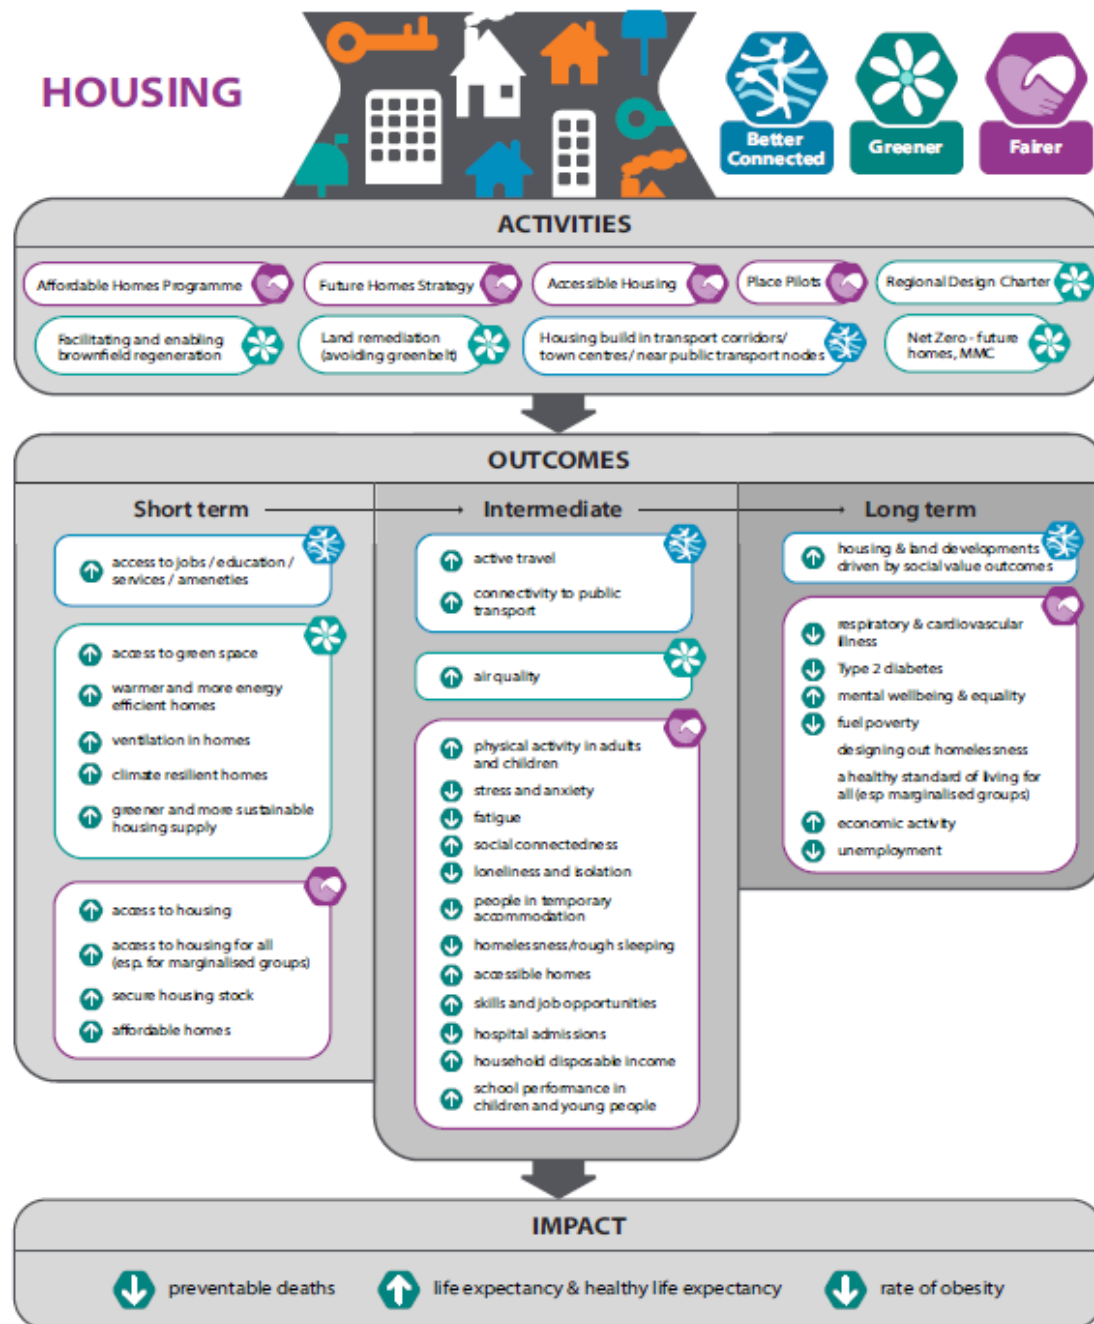 HOUSING
Better
Connected
Greener
Fairer
ACTIVITIES
Affordable Homes Programme
Future Homes Strategy
Accessible Housing
Place Pilots
Regional Design Charter
Facilitating and enabling
brownfield regeneration
Land remediation
(avoiding greenbelt)
Housing build in transport corridors/
town centres/ near public transport nodes
Net Zero - future
homes, MMC
OUTCOMES
Short term
access to jobs / education /
services / ameneties
access to green space
warmer and more energy
efficient homes
ventilation in homes
climate resilient homes
greener and more sustainable
housing supply
access to housing
access to housing for all
(esp. for marginalised groups)
secure housing stock
affordable homes
Intermediate
active travel
connectivity to public
transport
air quality
physical activity in adults
and children
stress and anxiety
fatigue
social connectedness
loneliness and isolation
people in temporary
accommodation
homelessness/rough sleeping
accessible homes
skills and job opportunities
hospital admissions
household disposable income
school performance in
children and young people
Long term
housing & land developments
driven by social value outcomes
respiratory & cardiovascular
illness
Type 2 diabetes
mental wellbeing & equality
fuel poverty
designing out homelessness
a healthy standard of living for
all (esp marginalised groups)
economic activity
unemployment
IMPACT
preventable deaths
life expectancy & healthy life expectancy
rate of obesity